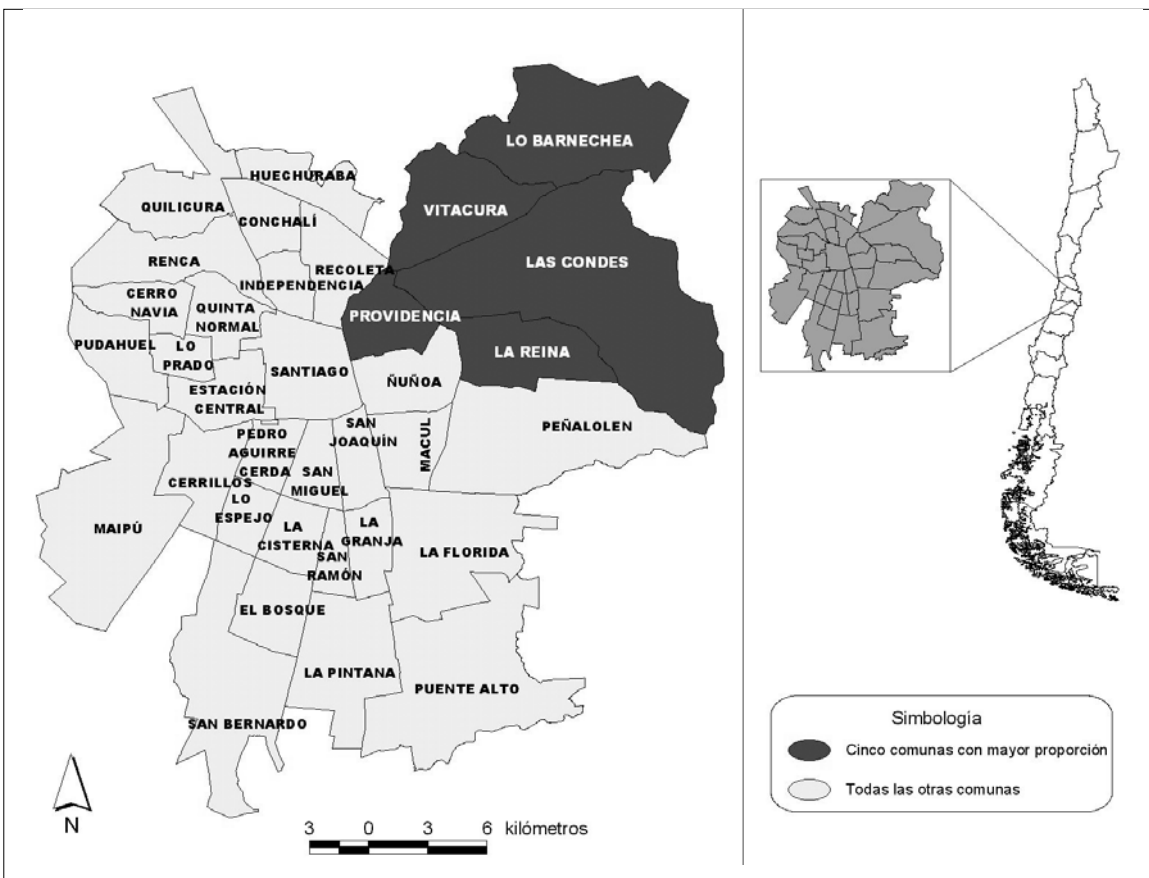 LO BARNECHEA
HUECHURABA
QUILICURA
VITACURA
CONCHALÍ
RENCA
LAS CONDES
RECOLETA
INDEPENDENCIA
CERRO
NAVIA
QUINTA
NORMAL
PROVIDENCIA
PUDAHUEL
LO
PRADO
LA REINA
SANTIAGO
ÑUÑOA
ESTACIÓN
CENTRAL
SAN
JOAQUÍN
MACUL
PEÑALOLEN
PEDRO
AGUIRRE
CERDA
SAN
MIGUEL
CERRILLOS
LO
ESPEJO
MAIPÙ
LA
CISTERNA
LA
GRANJA
SAN
RAMÓN
LA FLORIDA
EL BOSQUE
LA PINTANA
PUENTE ALTO
SAN BERNARDO
N
3 0 3 6 kilómetros
Simbología
Cinco comunas con mayor proporción
Todas las otras comunas